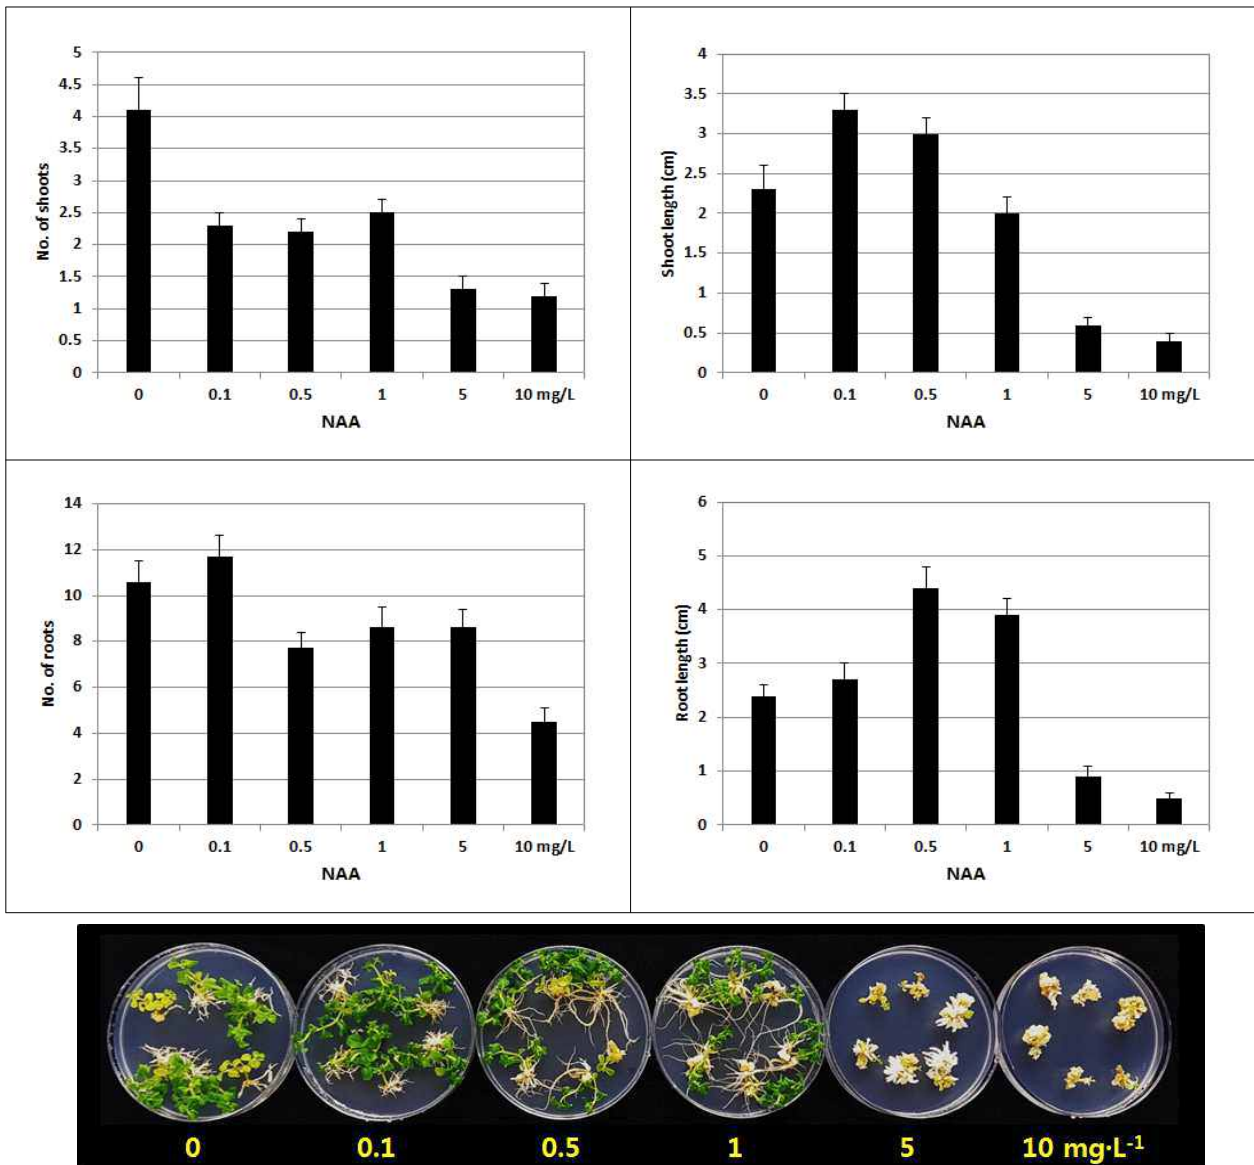 No. of shoots
5
4.5
4
3.5
3
2.5
2
1.5
1
0.5
0
0 0.1 0.5 1 5 10 mg/L
NAA
Shoot length (cm)
4
3.5
3
2.5
2
1.5
1
0.5
0
0 0.1 0.5 1 5 10 mg/L
NAA
No. of roots
14
12
10
8
6
4
2
0
0 0.1 0.5 1 5 10 mg/L
NAA
Root length (cm)
6
5
4
3
2
1
0
0 0.1 0.5 1 5 10 mg/L
NAA
0 0.1 0.5 1 5 10 mg·L⁻¹